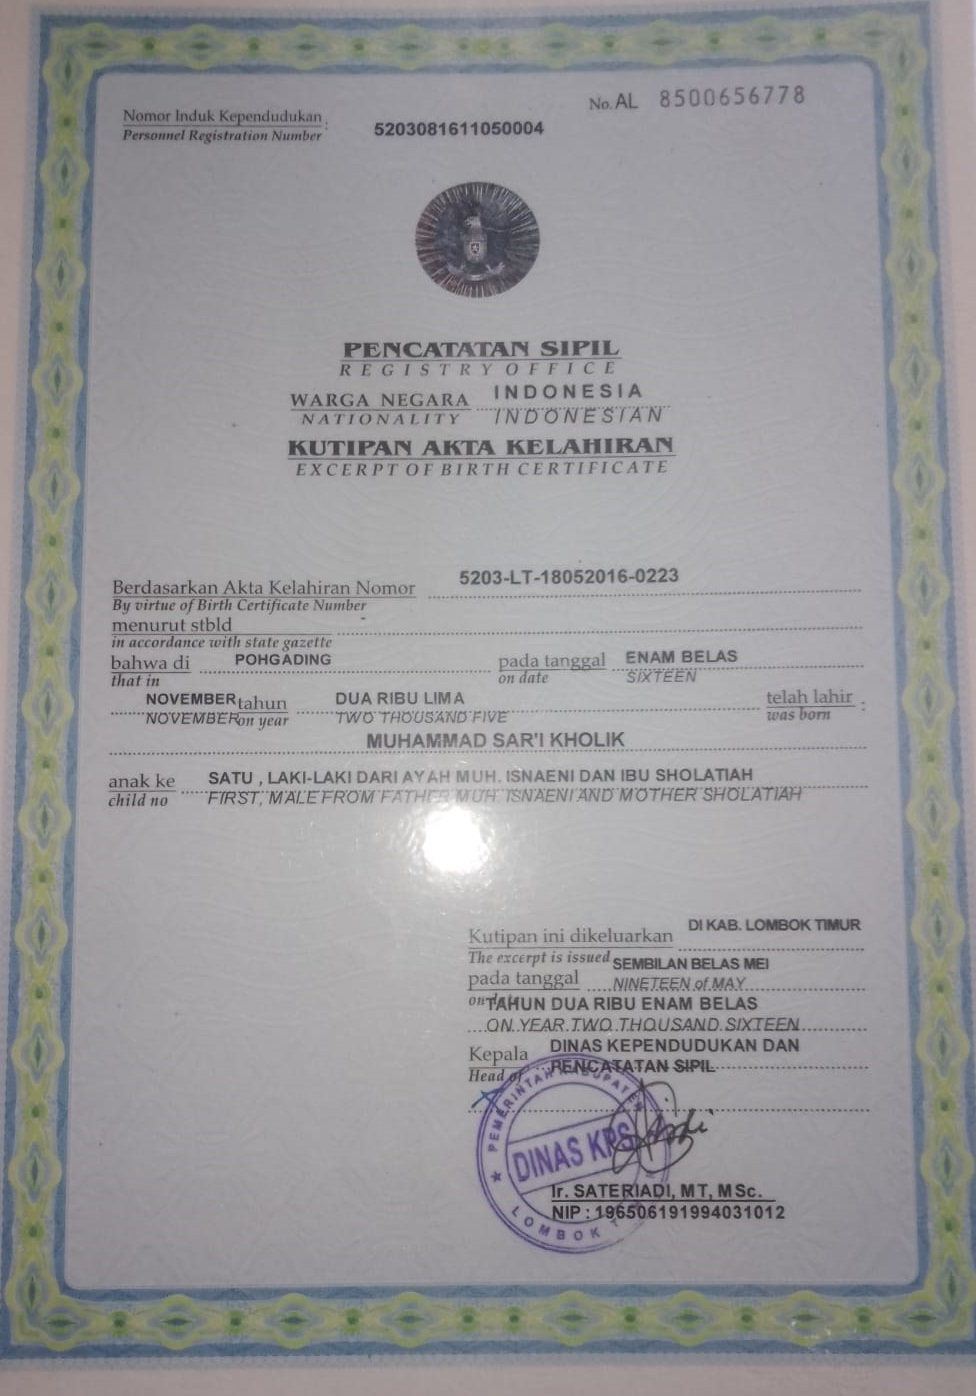 Nomor Induk Kependudukan :
Personnel Registration Number
5203081611050004
No. AL 8500656778
PENCATATAN SIPIL
REGISTRY OFFICE
WARGA NEGARA INDONESIA
NATIONALITY INDONESIAN
KUTIPAN AKTA KELAHIRAN
EXCERPT OF BIRTH CERTIFICATE
Berdasarkan Akta Kelahiran Nomor 5203-LT-18052016-0223
By virtue of Birth Certificate Number
menurut stbld
in accordance with state gazette
bahwa di POHGADING pada tanggal ENAM BELAS
that in on date SIXTEEN
NOVEMBER tahun DUA RIBU LIMA telah lahir :
NOVEMBER on year TWO THOUSAND FIVE was born
MUHAMMAD SAR'I KHOLIK
anak ke SATU , LAKI-LAKI DARI AYAH MUH. ISNAENI DAN IBU SHOLATIAH
child no FIRST, MALE FROM FATHER MUH. ISNAENI AND MOTHER SHOLATIAH
Kutipan ini dikeluarkan DI KAB. LOMBOK TIMUR
The excerpt is issued SEMBILAN BELAS MEI
pada tanggal NINETEEN of MAY
on date TAHUN DUA RIBU ENAM BELAS
ON YEAR TWO THOUSAND SIXTEEN
Kepala DINAS KEPENDUDUKAN DAN
Head of PENCATATAN SIPIL
PEMERINTAH KABUPATEN
DINAS KPS
LOMBOK
Ir. SATERIADI, MT, MSc.
NIP : 196506191994031012